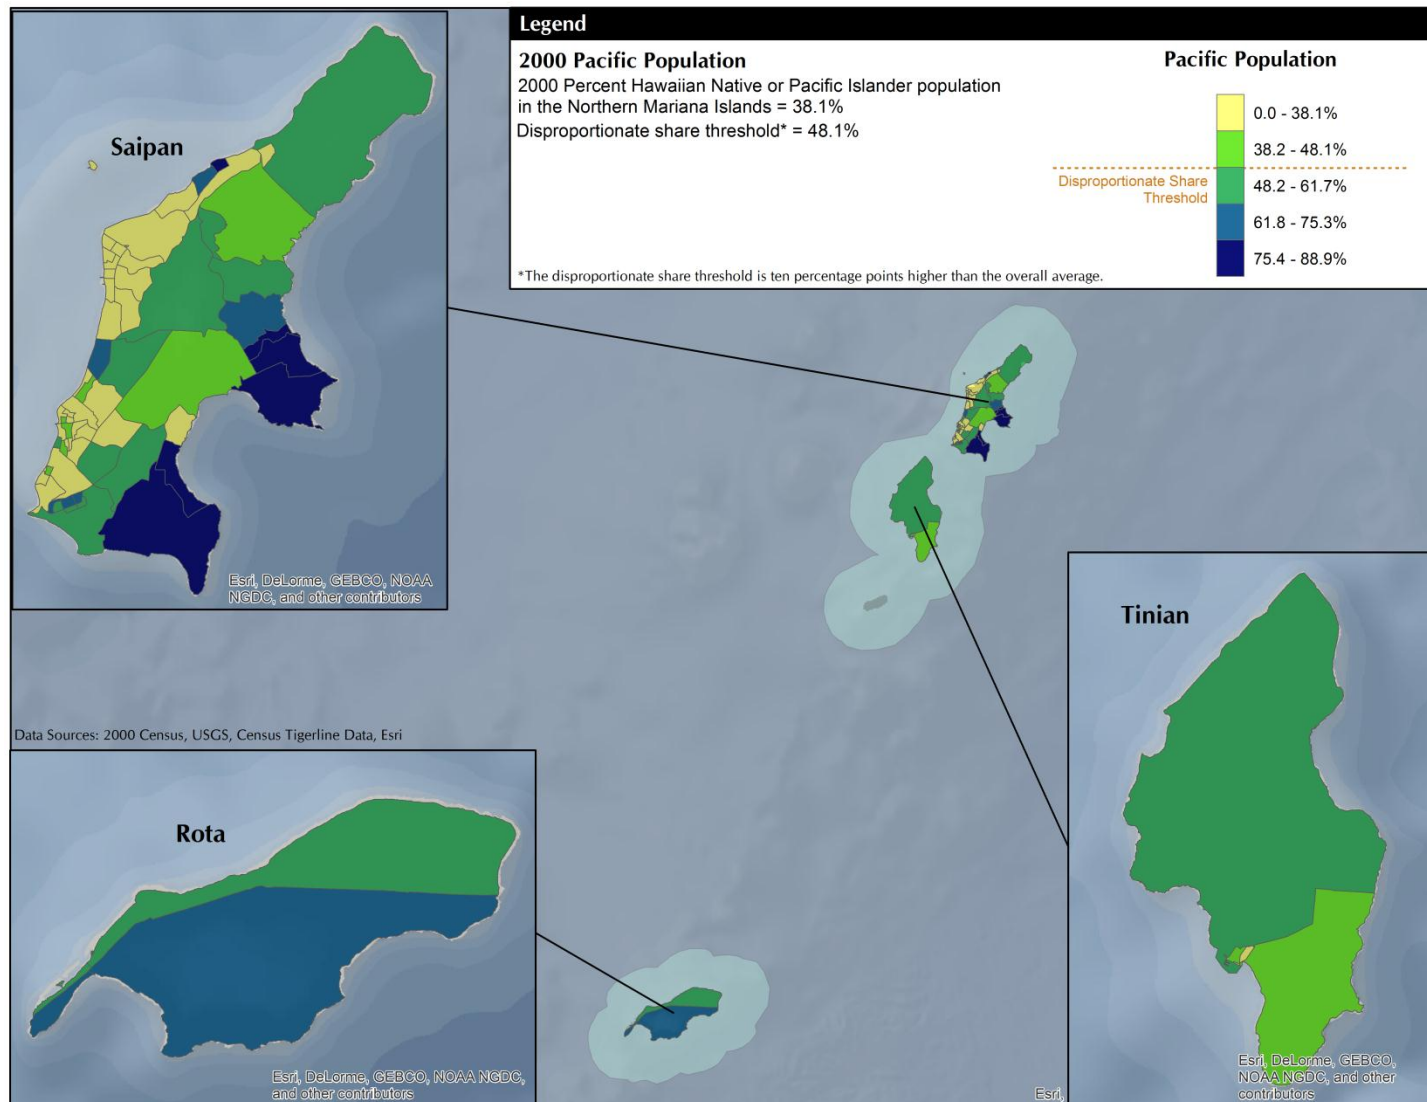 Legend
2000 Pacific Population
2000 Percent Hawaiian Native or Pacific Islander population
in the Northern Mariana Islands = 38.1%
Disproportionate share threshold* = 48.1%
*The disproportionate share threshold is ten percentage points higher than the overall average.
Pacific Population
0.0 - 38.1%
38.2 - 48.1%
Disproportionate Share
Threshold
48.2 - 61.7%
61.8 - 75.3%
75.4 - 88.9%
Saipan
Esri, DeLorme, GEBCO, NOAA
NGDC, and other contributors
Tinian
Esri, DeLorme, GEBCO,
NOAA NGDC, and other
contributors
Data Sources: 2000 Census, USGS, Census Tigerline Data, Esri
Rota
Esri, DeLorme, GEBCO, NOAA NGDC,
and other contributors
Esri,